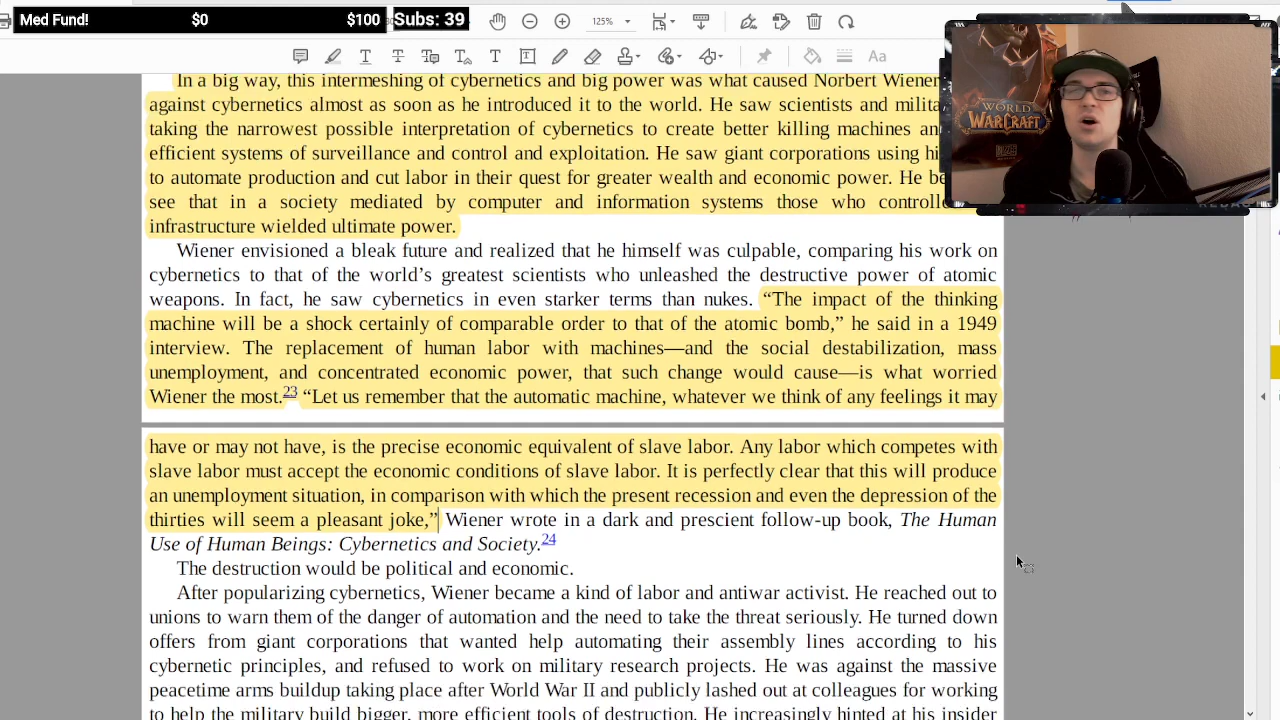 Med Fund! $0 $100 Subs: 39
125%
Aa
In a big way, this intermeshing of cybernetics and big power was what caused Norbert Wiener
against cybernetics almost as soon as he introduced it to the world. He saw scientists and milita
taking the narrowest possible interpretation of cybernetics to create better killing machines an
efficient systems of surveillance and control and exploitation. He saw giant corporations using hi
to automate production and cut labor in their quest for greater wealth and economic power. He be
see that in a society mediated by computer and information systems those who controlle
infrastructure wielded ultimate power.
Wiener envisioned a bleak future and realized that he himself was culpable, comparing his work on
cybernetics to that of the world’s greatest scientists who unleashed the destructive power of atomic
weapons. In fact, he saw cybernetics in even starker terms than nukes. “The impact of the thinking
machine will be a shock certainly of comparable order to that of the atomic bomb,” he said in a 1949
interview. The replacement of human labor with machines—and the social destabilization, mass
unemployment, and concentrated economic power, that such change would cause—is what worried
Wiener the most.23 “Let us remember that the automatic machine, whatever we think of any feelings it may
have or may not have, is the precise economic equivalent of slave labor. Any labor which competes with
slave labor must accept the economic conditions of slave labor. It is perfectly clear that this will produce
an unemployment situation, in comparison with which the present recession and even the depression of the
thirties will seem a pleasant joke,” Wiener wrote in a dark and prescient follow-up book, The Human
Use of Human Beings: Cybernetics and Society.24
The destruction would be political and economic.
After popularizing cybernetics, Wiener became a kind of labor and antiwar activist. He reached out to
unions to warn them of the danger of automation and the need to take the threat seriously. He turned down
offers from giant corporations that wanted help automating their assembly lines according to his
cybernetic principles, and refused to work on military research projects. He was against the massive
peacetime arms buildup taking place after World War II and publicly lashed out at colleagues for working
to help the military build bigger, more efficient tools of destruction. He increasingly hinted at his insider
WORLD
WARCRAFT